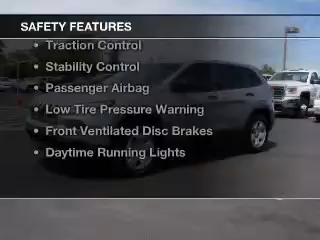 SAFETY FEATURES
• Traction Control
• Stability Control
• Passenger Airbag
• Low Tire Pressure Warning
• Front Ventilated Disc Brakes
• Daytime Running Lights